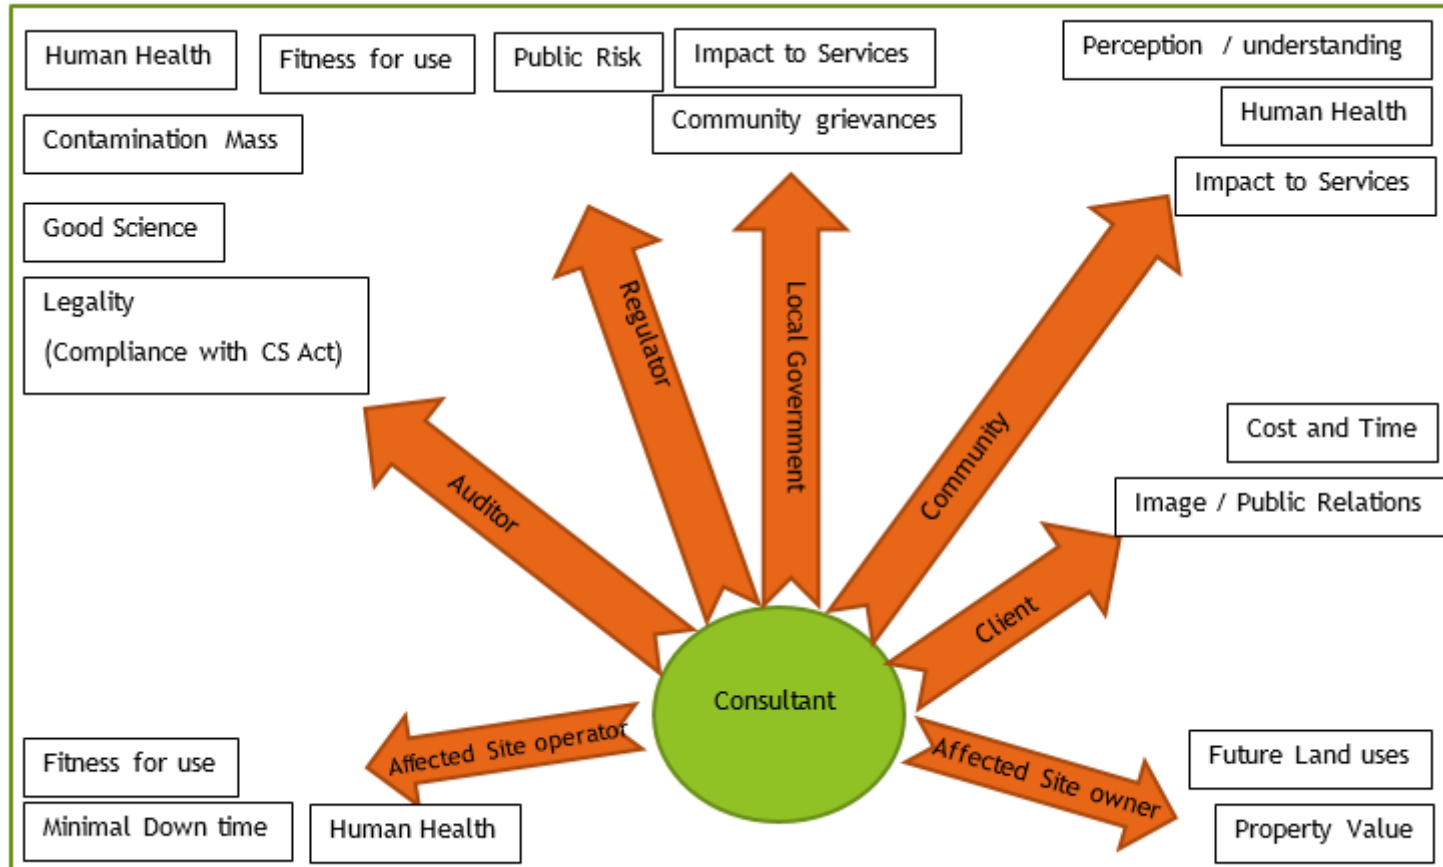 Human Health
Fitness for use
Public Risk
Impact to Services
Perception / understanding
Community grievances
Human Health
Contamination Mass
Impact to Services
Good Science
Legality
(Compliance with CS Act)
Regulator
Local Government
Community
Auditor
Cost and Time
Image / Public Relations
Client
Consultant
Affected Site operator
Affected Site owner
Fitness for use
Minimal Down time
Human Health
Future Land uses
Property Value